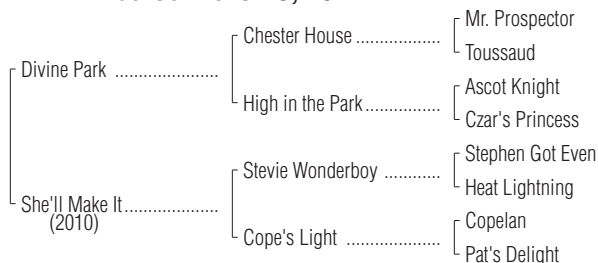 Mr. Prospector
Chester House ..................
Toussaud
Divine Park ......................
Ascot Knight
High in the Park ................
Czar's Princess
Stephen Got Even
Stevie Wonderboy ............
Heat Lightning
She'll Make It ....................
(2010)
Copelan
Cope's Light ....................
Pat's Delight